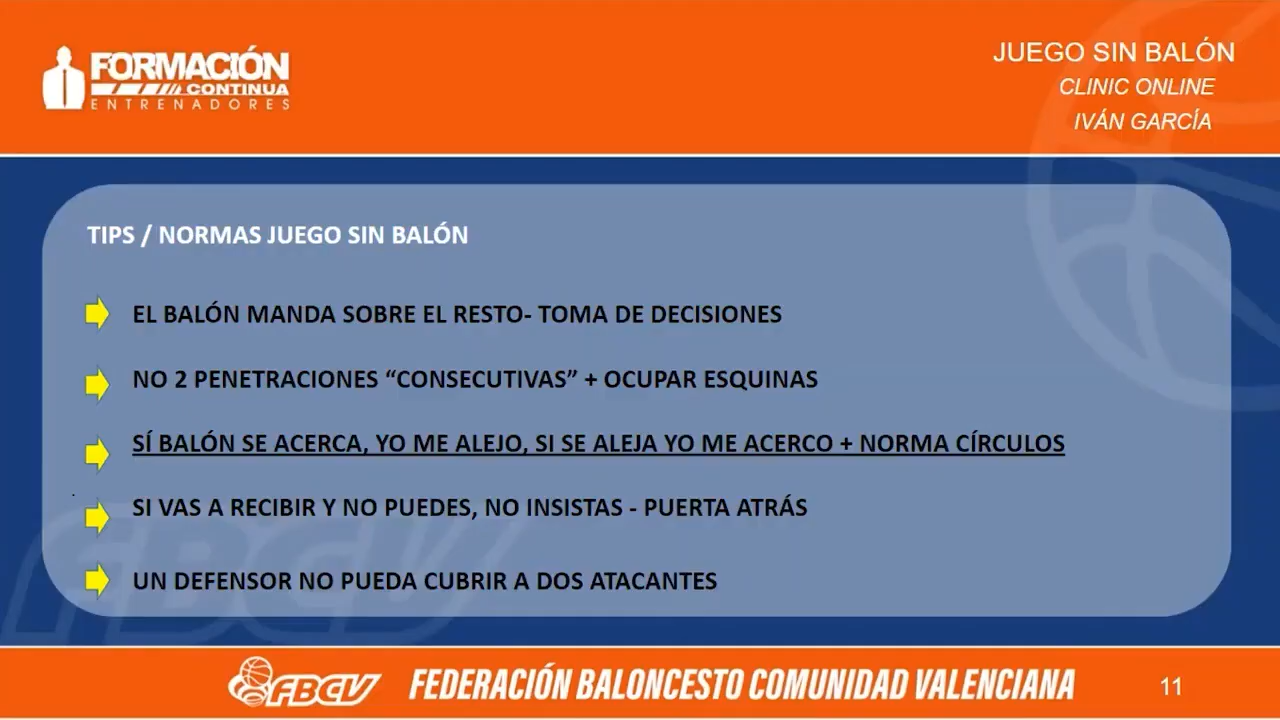 FORMACIÓN
CONTINUA
ENTRENADORES
JUEGO SIN BALÓN
CLINIC ONLINE
IVÁN GARCÍA
TIPS / NORMAS JUEGO SIN BALÓN
EL BALÓN MANDA SOBRE EL RESTO- TOMA DE DECISIONES
NO 2 PENETRACIONES “CONSECUTIVAS” + OCUPAR ESQUINAS
SÍ BALÓN SE ACERCA, YO ME ALEJO, SI SE ALEJA YO ME ACERCO + NORMA CÍRCULOS
.
SI VAS A RECIBIR Y NO PUEDES, NO INSISTAS - PUERTA ATRÁS
UN DEFENSOR NO PUEDA CUBRIR A DOS ATACANTES
FBCV
FBCV FEDERACIÓN BALONCESTO COMUNIDAD VALENCIANA 11